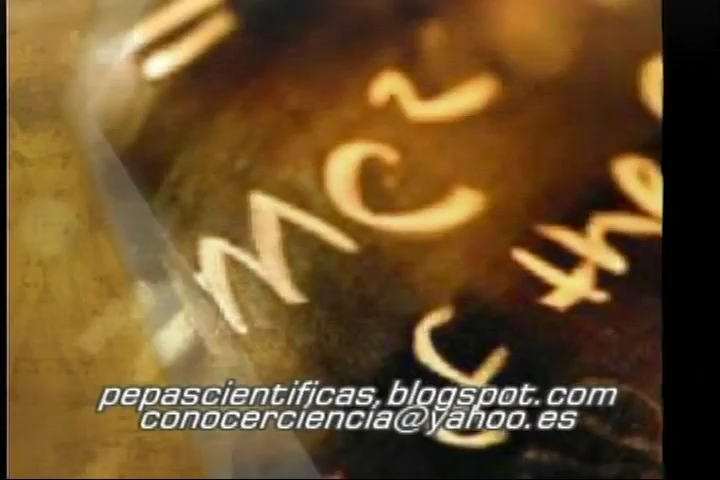 = mc²
the
pepascientificas.blogspot.com
conocerciencia@yahoo.es